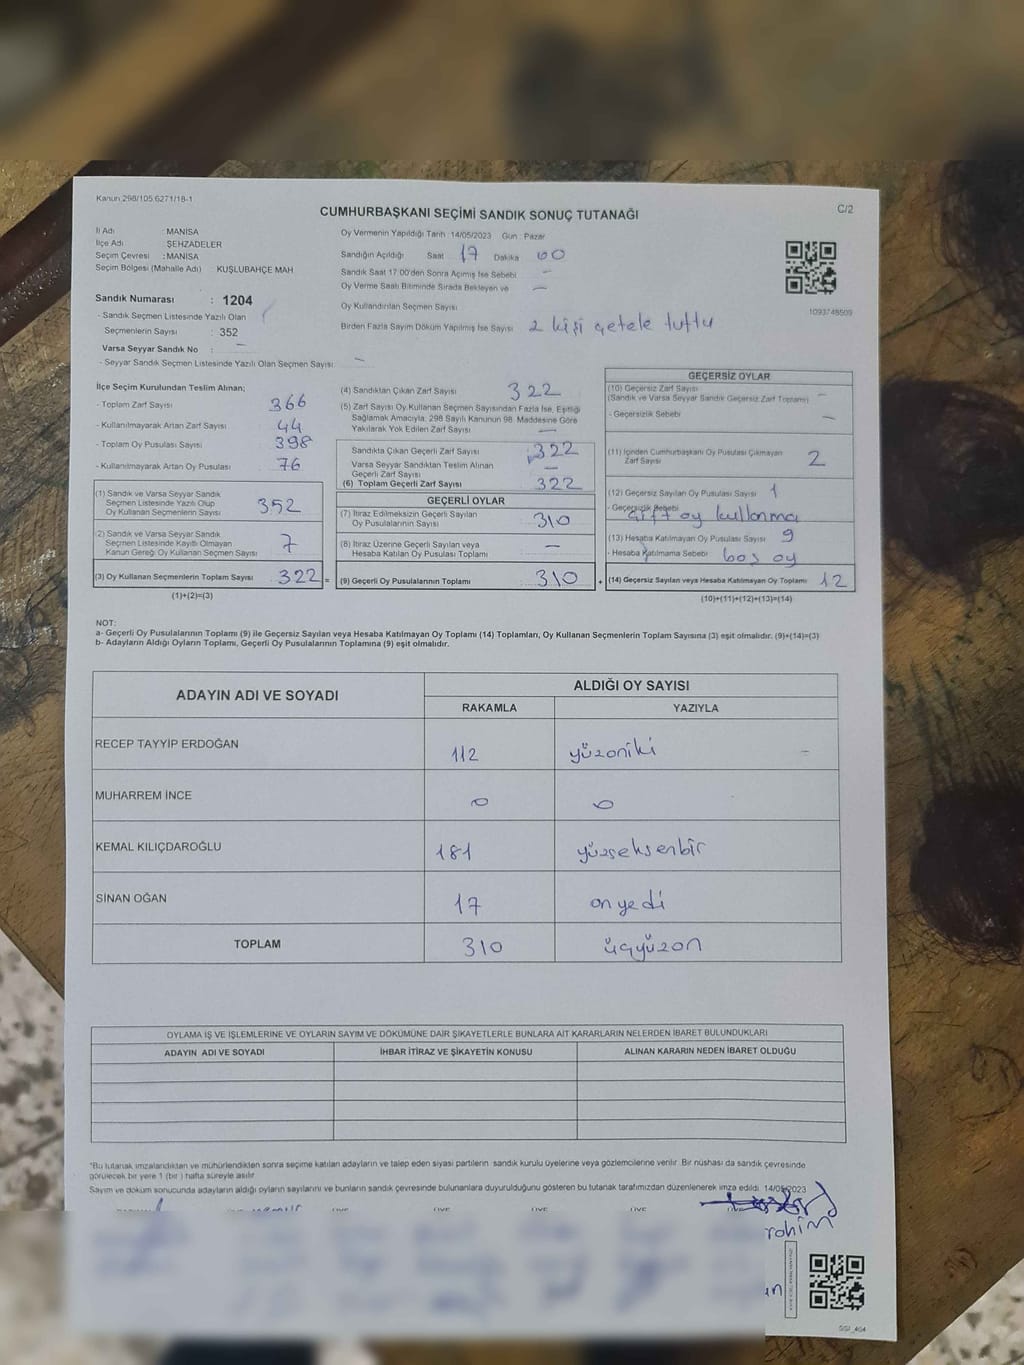 Kanun 298/105 6271/18-1
C/2
CUMHURBAŞKANI SEÇİMİ SANDIK SONUÇ TUTANAĞI
İl Adı : MANİSA
İlçe Adı : ŞEHZADELER
Seçim Çevresi : MANİSA
Seçim Bölgesi (Mahalle Adı) KUŞLUBAHÇE MAH
Oy Vermenin Yapıldığı Tarih :14/05/2023 Gün : Pazar
Sandığın Açıldığı Saat 17 Dakika 00
Sandık Saat 17:00'den Sonra Açımış İse Sebebi –
Oy Verme Saati Bitiminde Sırada Bekleyen ve –
Oy Kullandırılan Seçmen Sayısı
Birden Fazla Sayım Döküm Yapılmış İse Sayısı 2 kişi çetele tuttu
1093748509
Sandık Numarası : 1204
- Sandık Seçmen Listesinde Yazılı Olan
Seçmenlerin Sayısı : 352
Varsa Seyyar Sandık No : –
- Seyyar Sandık Seçmen Listesinde Yazılı Olan Seçmen Sayısı: –
İlçe Seçim Kurulundan Teslim Alınan;
- Toplam Zarf Sayısı 366
- Kullanılmayarak Artan Zarf Sayısı 44
- Toplam Oy Pusulası Sayısı 398
- Kullanılmayarak Artan Oy Pusulası 76
(1) Sandık ve Varsa Seyyar Sandık
Seçmen Listesinde Yazılı Olup
Oy Kullanan Seçmenlerin Sayısı 352
2) Sandık ve Varsa Seyyar Sandık
Seçmen Listesinde Kayıtlı Olmayan
Kanun Gereği Oy Kullanan Seçmen Sayısı 7
(3) Oy Kullanan Seçmenlerin Toplam Sayısı 322 =
(1)+(2)=(3)
(4) Sandıktan Çıkan Zarf Sayısı 322
(5) Zarf Sayısı Oy Kullanan Seçmen Sayısından Fazla İse, Eşitliği
Sağlamak Amacıyla, 298 Sayılı Kanunun 98. Maddesine Göre
Yakılarak Yok Edilen Zarf Sayısı –
Sandıkta Çıkan Geçerli Zarf Sayısı 322
Varsa Seyyar Sandıktan Teslim Alınan
Geçerli Zarf Sayısı –
(6) Toplam Geçerli Zarf Sayısı 322
GEÇERLİ OYLAR
(7) İtiraz Edilmeksizin Geçerli Sayılan
Oy Pusulalarının Sayısı 310
(8) İtiraz Üzerine Geçerli Sayılan veya
Hesaba Katılan Oy Pusulası Toplamı –
(9) Geçerli Oy Pusulalarının Toplamı 310 +
GEÇERSİZ OYLAR
(10) Geçersiz Zarf Sayısı
(Sandık ve Varsa Seyyar Sandık Geçersiz Zarf Toplamı) –
- Geçersizlik Sebebi –
(11) İçinden Cumhurbaşkanı Oy Pusulası Çıkmayan
Zarf Sayısı 2
(12) Geçersiz Sayılan Oy Pusulası Sayısı 1
- Geçersizlik Sebebi çift oy kullanma
(13) Hesaba Katılmayan Oy Pusulası Sayısı 9
- Hesaba Katılmama Sebebi boş oy
(14) Geçersiz Sayılan veya Hesaba Katılmayan Oy Toplamı 12
(10)+(11)+(12)+(13)=(14)
NOT:
a- Geçerli Oy Pusulalarının Toplamı (9) ile Geçersiz Sayılan veya Hesaba Katılmayan Oy Toplamı (14) Toplamları, Oy Kullanan Seçmenlerin Toplam Sayısına (3) eşit olmalıdır. (9)+(14)=(3)
b- Adayların Aldığı Oyların Toplamı, Geçerli Oy Pusulalarının Toplamına (9) eşit olmalıdır.
ADAYIN ADI VE SOYADI ALDIĞI OY SAYISI
RAKAMLA YAZIYLA
RECEP TAYYİP ERDOĞAN 112 yüzoniki –
MUHARREM İNCE 0 0
KEMAL KILIÇDAROĞLU 181 yüzseksenbir
SİNAN OĞAN 17 onyedi
TOPLAM 310 üçyüzon
OYLAMA İŞ VE İŞLEMLERİNE VE OYLARIN SAYIM VE DÖKÜMÜNE DAİR ŞİKAYETLERLE BUNLARA AİT KARARLARIN NELERDEN İBARET BULUNDUKLARI
ADAYIN ADI VE SOYADI İHBAR İTİRAZ VE ŞİKAYETİN KONUSU ALINAN KARARIN NEDEN İBARET OLDUĞU
"Bu tutanak imzalandıktan ve mühürlendikten sonra seçime katılan adayların ve talep eden siyasi partilerin sandık kurulu üyelerine veya gözlemcilerine verilir. Bir nüshası da sandık çevresinde
görülecek bir yere 1 (bir) hafta süreyle asılır.
Sayım ve döküm sonucunda adayların aldığı oyların sayılarını ve bunların sandık çevresinde bulunanlara duyurulduğunu gösteren bu tutanak tarafımızdan düzenlenerek imza edildi. 14/05/2023
ÜYE ÜYE ÜYE
rahim
SSI_464